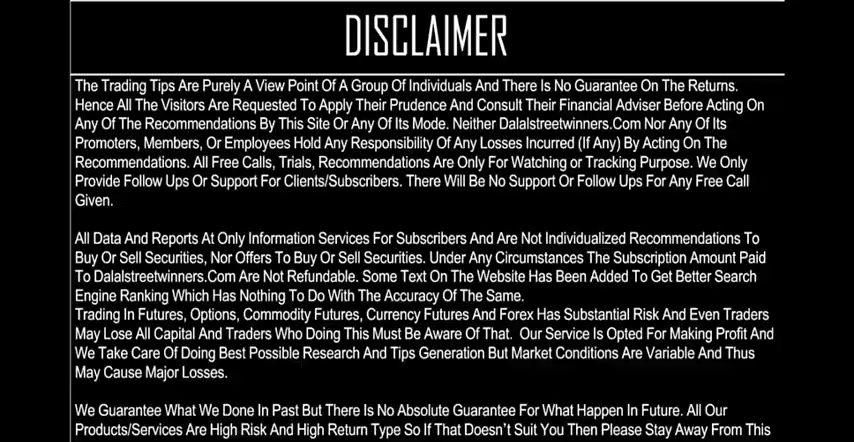 DISCLAIMER
The Trading Tips Are Purely A View Point Of A Group Of Individuals And There Is No Guarantee On The Returns.
Hence All The Visitors Are Requested To Apply Their Prudence And Consult Their Financial Adviser Before Acting On
Any Of The Recommendations By This Site Or Any Of Its Mode. Neither Dalalstreetwinners.Com Nor Any Of Its
Promoters, Members, Or Employees Hold Any Responsibility Of Any Losses Incurred (If Any) By Acting On The
Recommendations. All Free Calls, Trials, Recommendations Are Only For Watching or Tracking Purpose. We Only
Provide Follow Ups Or Support For Clients/Subscribers. There Will Be No Support Or Follow Ups For Any Free Call
Given.
All Data And Reports At Only Information Services For Subscribers And Are Not Individualized Recommendations To
Buy Or Sell Securities, Nor Offers To Buy Or Sell Securities. Under Any Circumstances The Subscription Amount Paid
To Dalalstreetwinners.Com Are Not Refundable. Some Text On The Website Has Been Added To Get Better Search
Engine Ranking Which Has Nothing To Do With The Accuracy Of The Same.
Trading In Futures, Options, Commodity Futures, Currency Futures And Forex Has Substantial Risk And Even Traders
May Lose All Capital And Traders Who Doing This Must Be Aware Of That. Our Service Is Opted For Making Profit And
We Take Care Of Doing Best Possible Research And Tips Generation But Market Conditions Are Variable And Thus
May Cause Major Losses.
We Guarantee What We Done In Past But There Is No Absolute Guarantee For What Happen In Future. All Our
Products/Services Are High Risk And High Return Type So If That Doesn't Suit You Then Please Stay Away From This